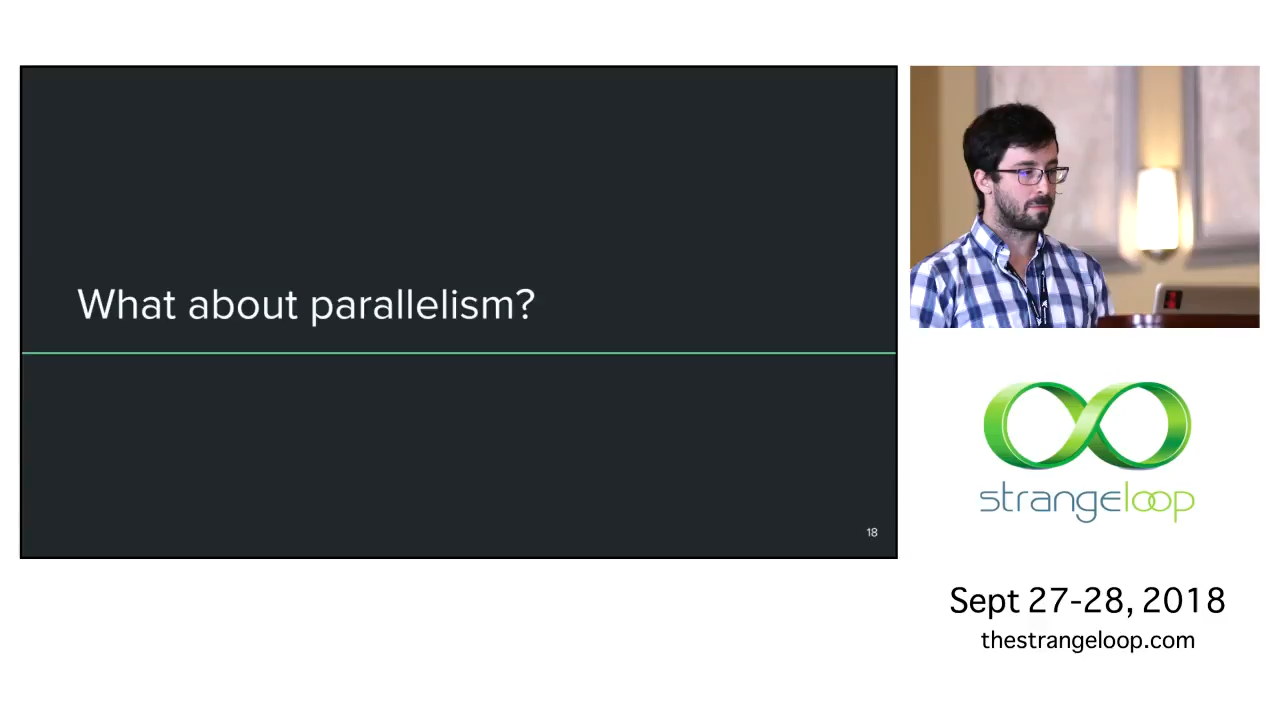 What about parallelism?
18
strangeloop
Sept 27-28, 2018
thestrangeloop.com